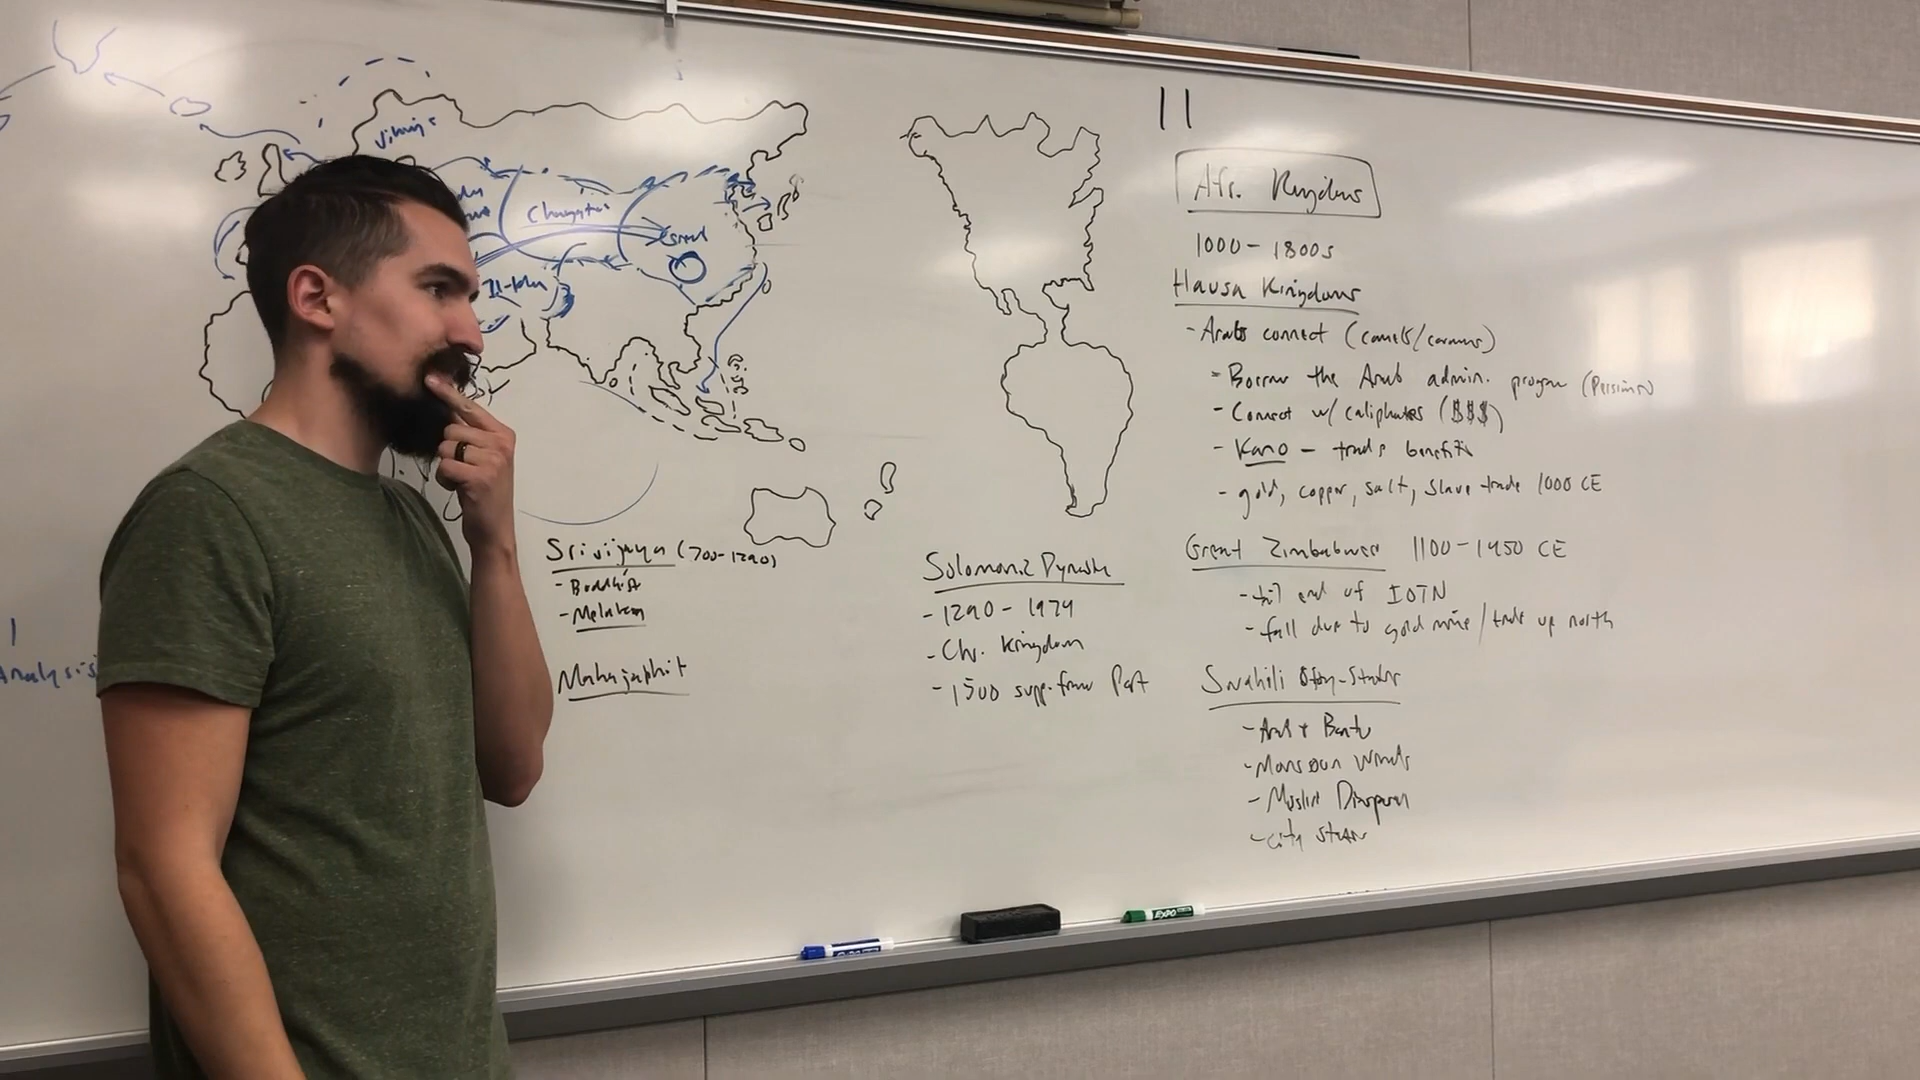 Vikings
Chagatai
Il-khan
11
Afr. Kingdoms
1000 - 1800s
Hausa Kingdoms
- Arabs connect (camels/caravans)
- Borrow the Arab admin. program (Persians)
- Connect w/ caliphates ($$$)
- Kano - trade benefits
- gold, copper, salt, slave trade 1000 CE
Great Zimbabwe 1100-1450 CE
- til end of IOTN
- fall due to gold mine/trade up north
Swahili City-States
- Arab + Bantu
- Monsoon Winds
- Muslim Diaspora
- city states
Solomonic Dynasty
- 1290 - 1974
- Chr. Kingdom
- 1500 supp. from Port
Srivijaya (700-1290)
- Buddhist
- Melaka
Mahajaphit
1
Analysis
EXPO